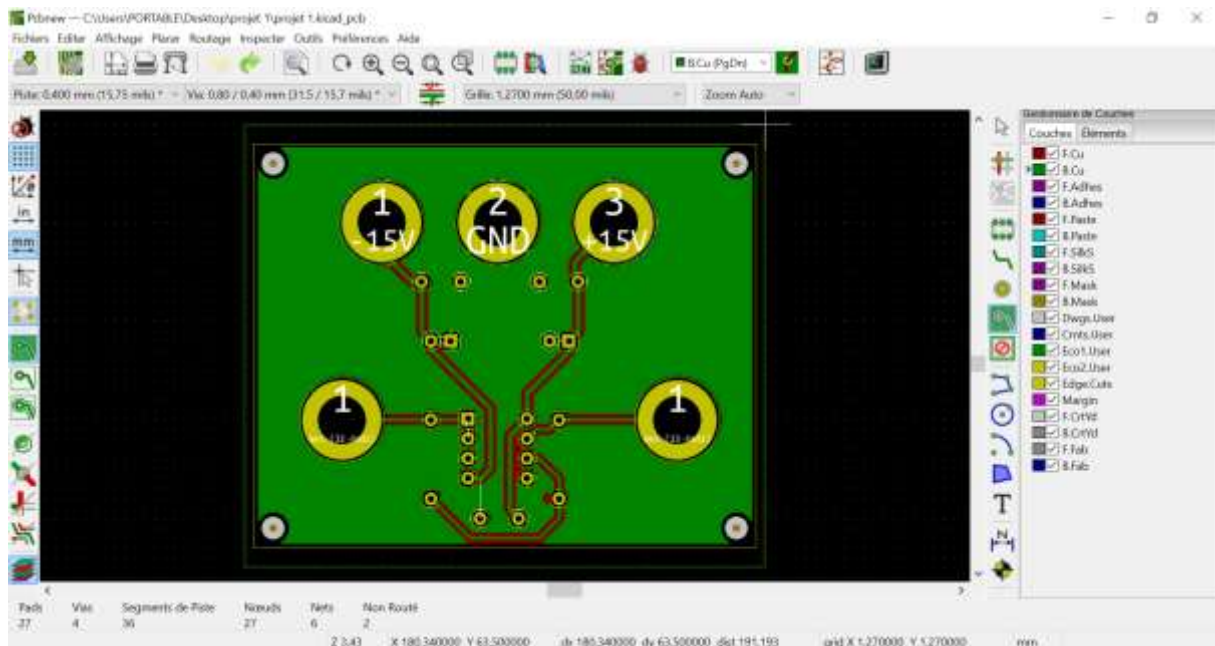 Pcbnew — C:\Users\PORTABLE\Desktop\projet 1\projet 1.kicad_pcb
Fichiers Editer Affichage Placer Routage Inspecter Outils Préférences Aide
B.Cu (PgDn)
Piste: 0,400 mm (15,75 mils) * Via: 0,80 / 0,40 mm (31.5 / 15,7 mils) * Grille: 1,2700 mm (50,00 mils) Zoom Auto
Gestionnaire de Couches
Couches Éléments
F.Cu
B.Cu
F.Adhes
B.Adhes
F.Paste
B.Paste
F.SilkS
B.SilkS
F.Mask
B.Mask
Dwgs.User
Cmts.User
Eco1.User
Eco2.User
Edge.Cuts
Margin
F.CrtYd
B.CrtYd
F.Fab
B.Fab
in
mm
T
N
1 2 3
-15V GND +15V
1 1
Pads Vias Segments de Piste Nœuds Nets Non Routé
27 4 36 27 6 2
Z 3,43 X 180,340000 Y 63,500000 dx 180,340000 dy 63,500000 dist 191,193 grid X 1,270000 Y 1,270000 mm